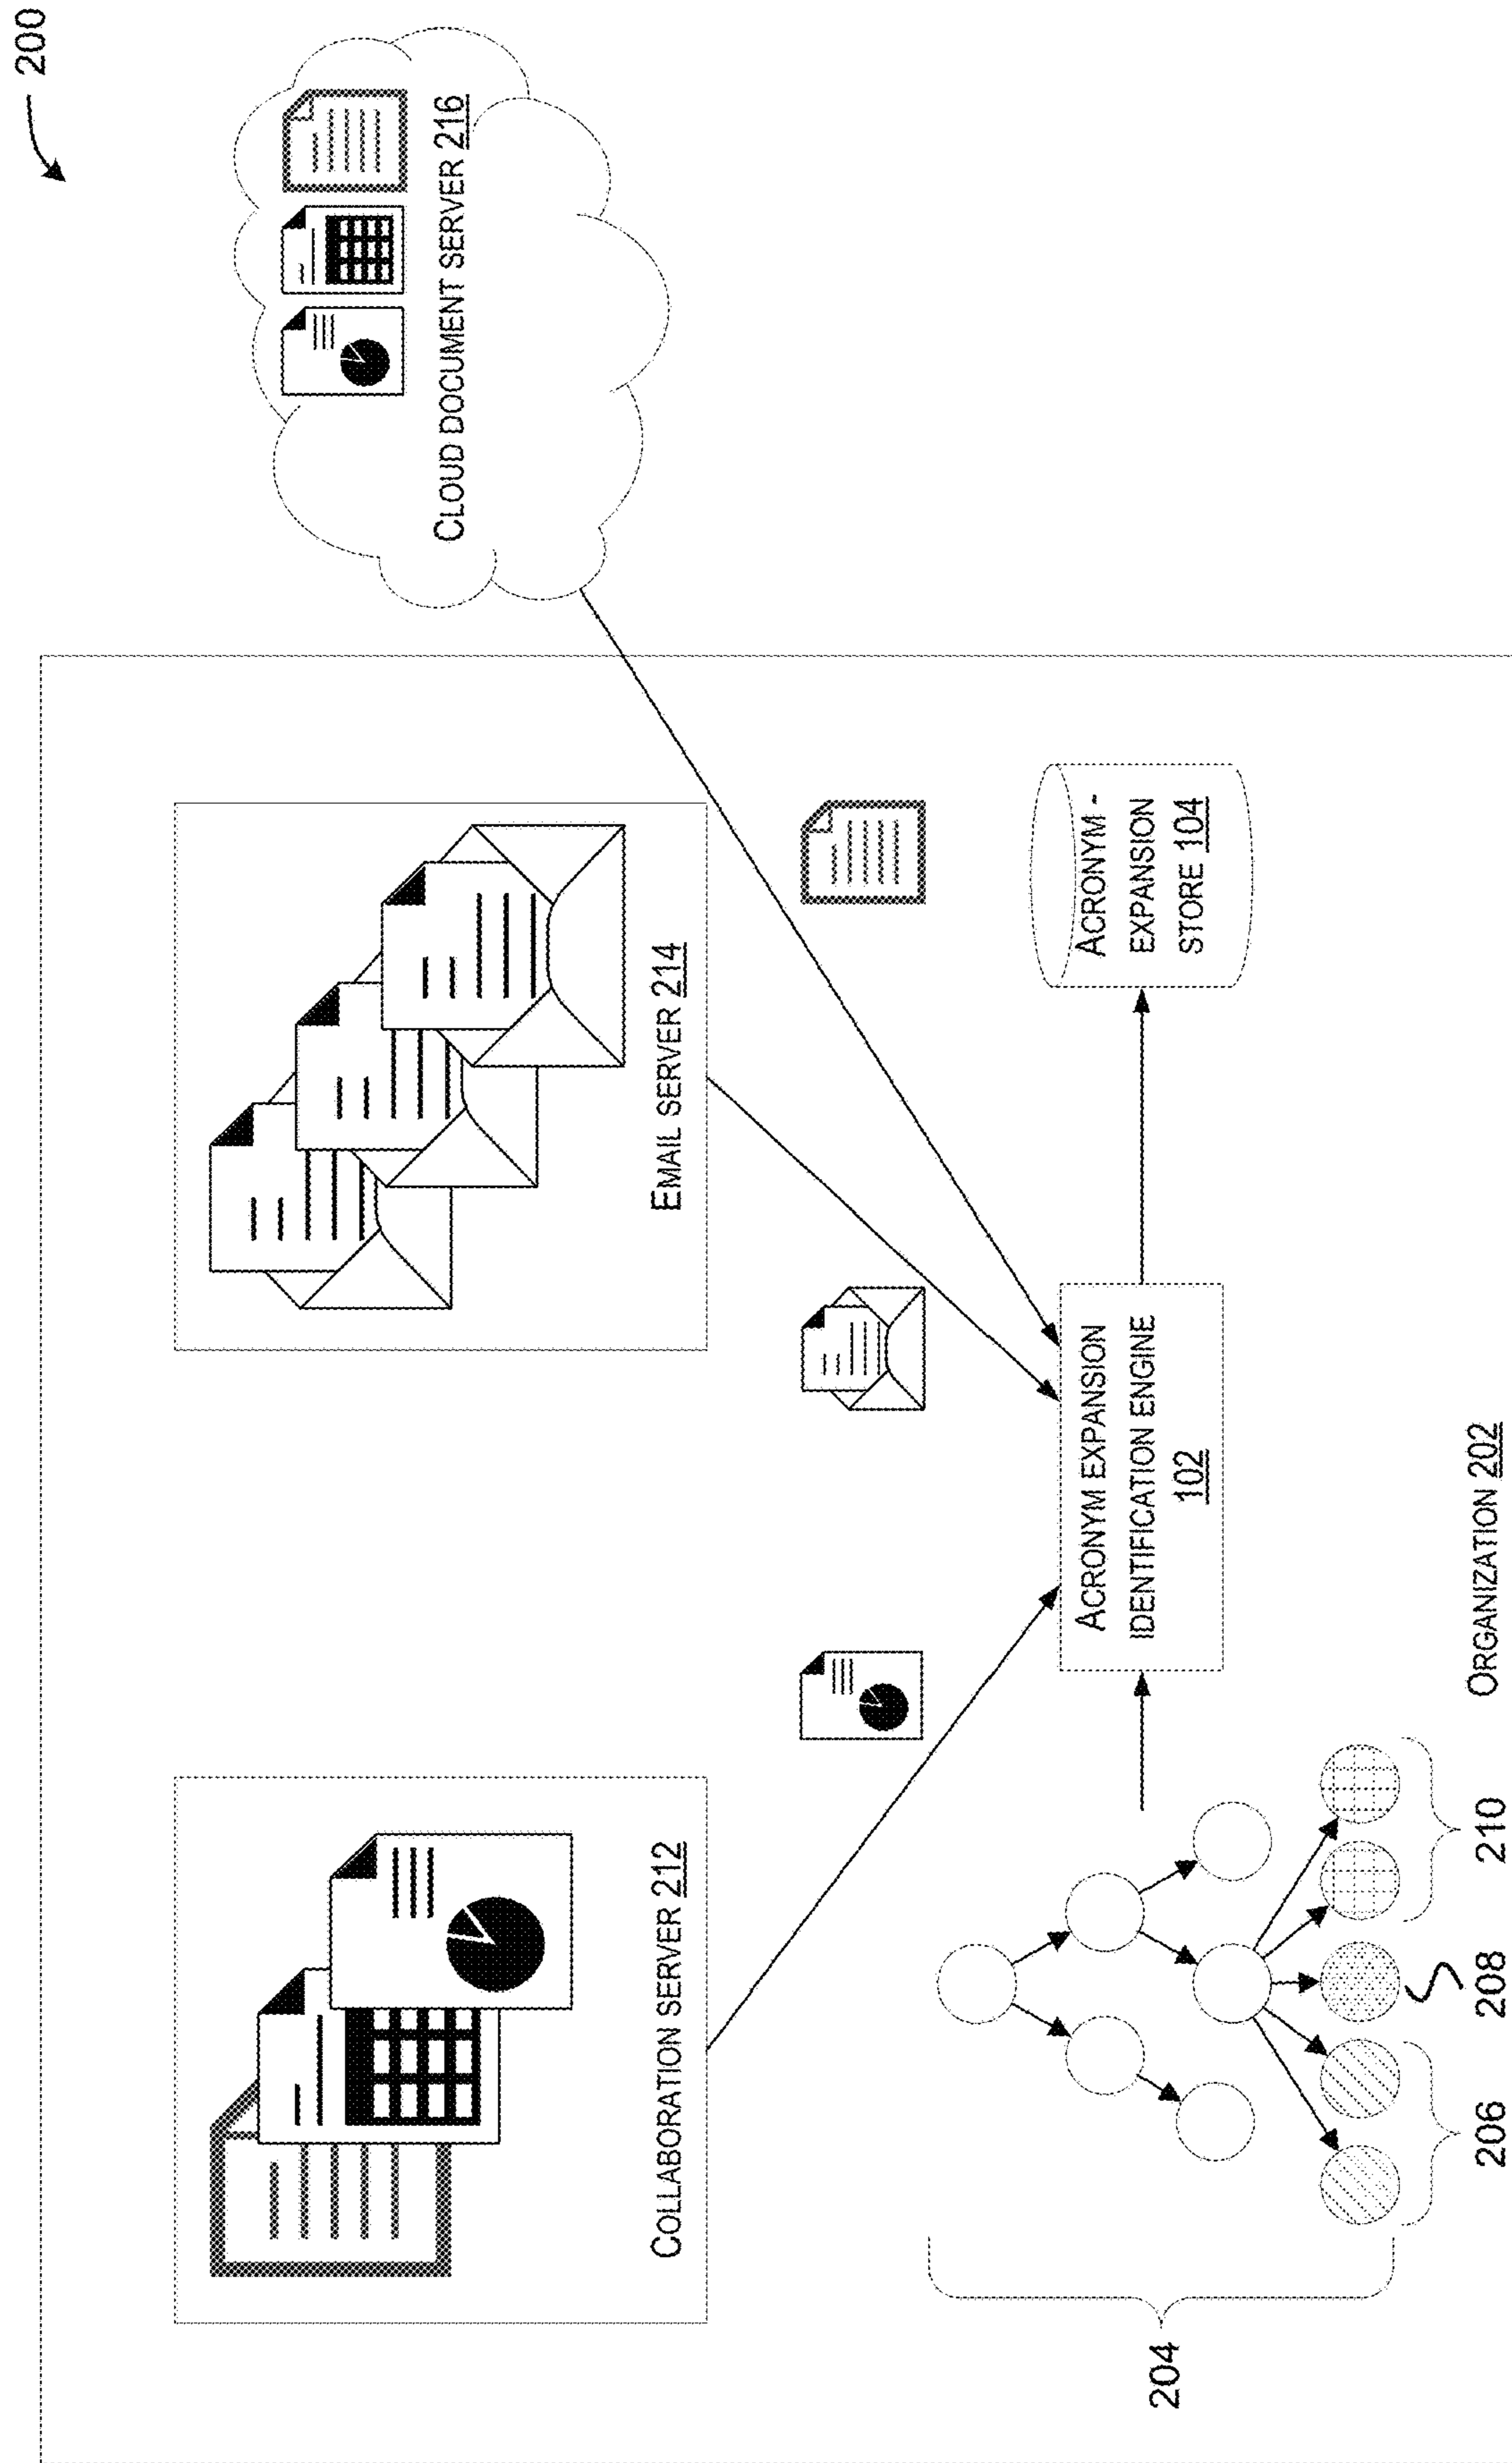 200
COLLABORATION SERVER 212
EMAIL SERVER 214
CLOUD DOCUMENT SERVER 216
204
206
208
210
ACRONYM EXPANSION
IDENTIFICATION ENGINE
102
ACRONYM -
EXPANSION
STORE 104
ORGANIZATION 202